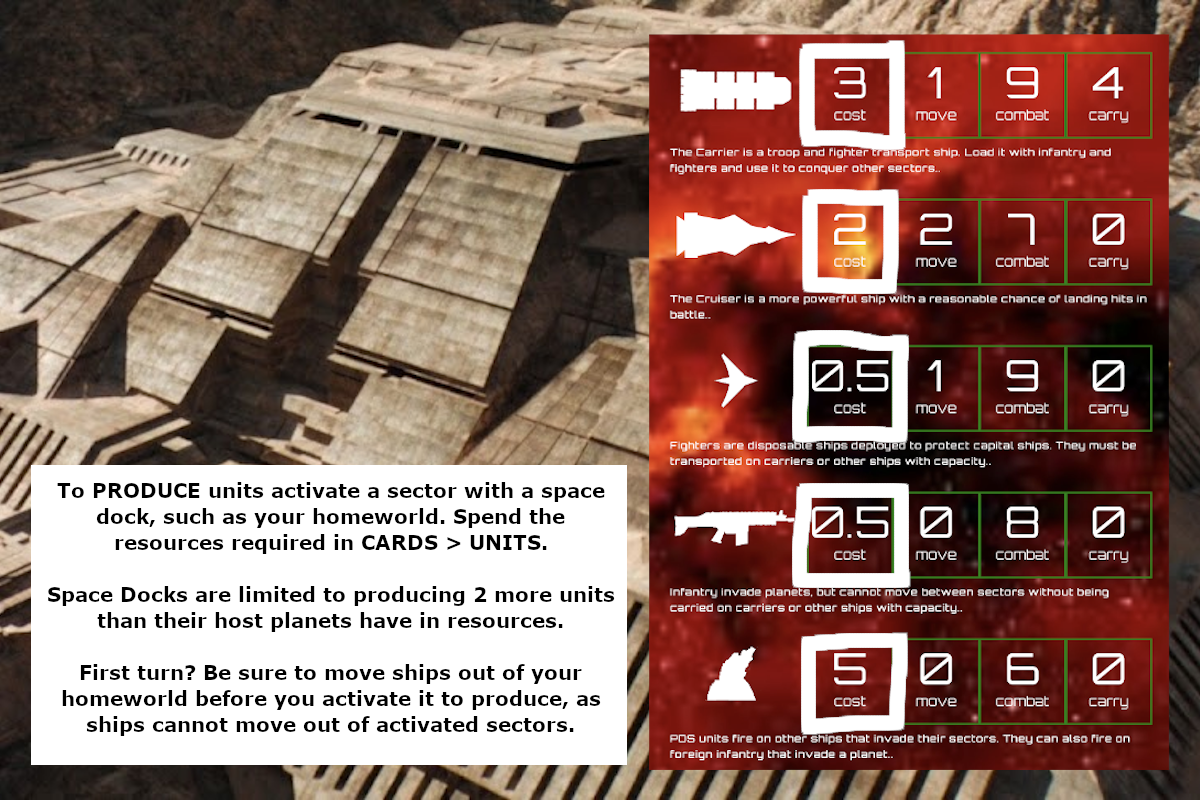 To PRODUCE units activate a sector with a space
dock, such as your homeworld. Spend the
resources required in CARDS > UNITS.
Space Docks are limited to producing 2 more units
than their host planets have in resources.
First turn? Be sure to move ships out of your
homeworld before you activate it to produce, as
ships cannot move out of activated sectors.
3 1 9 4
cost move combat carry
The Carrier is a troop and fighter transport ship. Load it with infantry and
fighters and use it to conquer other sectors..
2 2 7 0
cost move combat carry
The Cruiser is a more powerful ship with a reasonable chance of landing hits in
battle..
0.5 1 9 0
cost move combat carry
Fighters are disposable ships deployed to protect capital ships. They must be
transported on carriers or other ships with capacity..
0.5 0 8 0
cost move combat carry
Infantry invade planets, but cannot move between sectors without being
carried on carriers or other ships with capacity..
5 0 6 0
cost move combat carry
PDS units fire on other ships that invade their sectors. They can also fire on
foreign infantry that invade a planet..